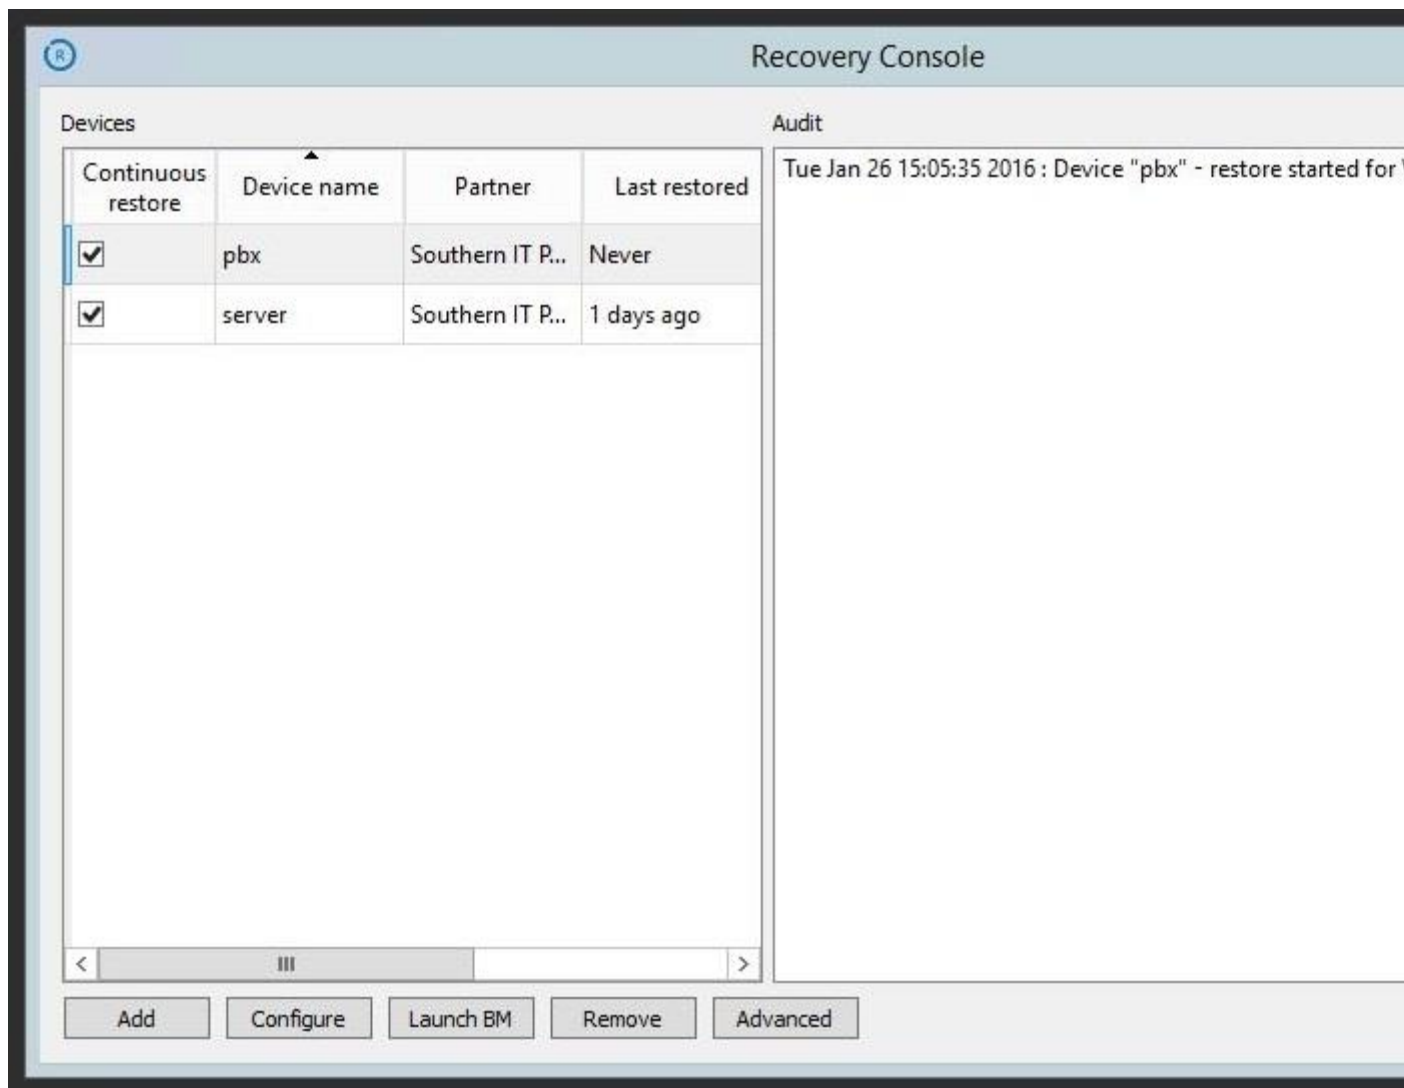 R
Recovery Console
Devices
Audit
Continuous restore
Device name
Partner
Last restored
pbx
Southern IT P...
Never
server
Southern IT P...
1 days ago
Tue Jan 26 15:05:35 2016 : Device "pbx" - restore started for
Add
Configure
Launch BM
Remove
Advanced